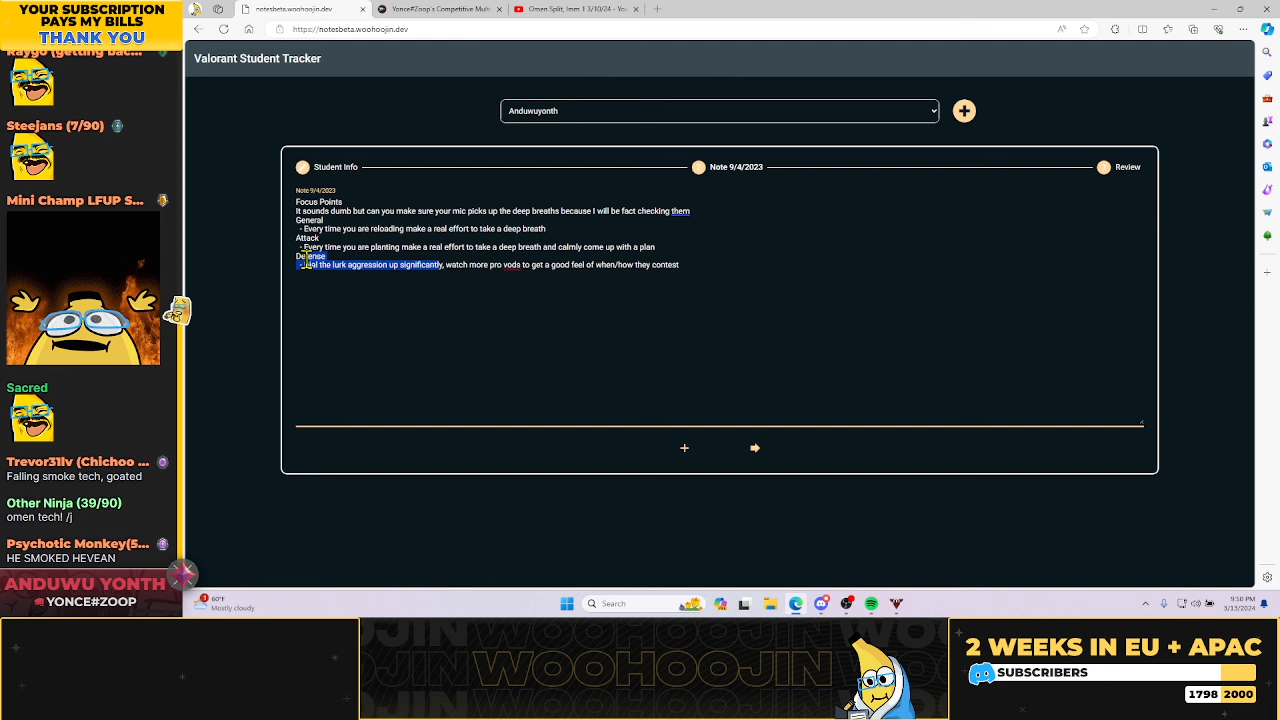 YOUR SUBSCRIPTION
PAYS MY BILLS
THANK YOU
Raygo (getting bac...
Steejans (7/90)
Mini Champ LFUP S...
Sacred
Trevor31lv (Chichoo ...
Falling smoke tech, goated
Other Ninja (39/90)
omen tech! /j
Psychotic Monkey(5...
HE SMOKED HEVEAN
ANDUWU YONTH
YONCE#ZOOP
notesbeta.woohoojin.dev
Yonce#Zoop's Competitive Mult
Omen Split, Imm 1.3/10/24 - You
https://notesbeta.woohoojin.dev
Valorant Student Tracker
Anduwuyonth
Student Info
Note 9/4/2023
Review
Note 9/4/2023
Focus Points
It sounds dumb but can you make sure your mic picks up the deep breaths because I will be fact checking them
General
- Every time you are reloading make a real effort to take a deep breath
Attack
- Every time you are planting make a real effort to take a deep breath and calmly come up with a plan
Defense
the lurk aggression up significantly, watch more pro vods to get a good feel of when/how they contest
60°F
Mostly cloudy
Search
9:50 PM
3/13/2024
WOOHOOJIN
2 WEEKS IN EU + APAC
SUBSCRIBERS
1798 2000